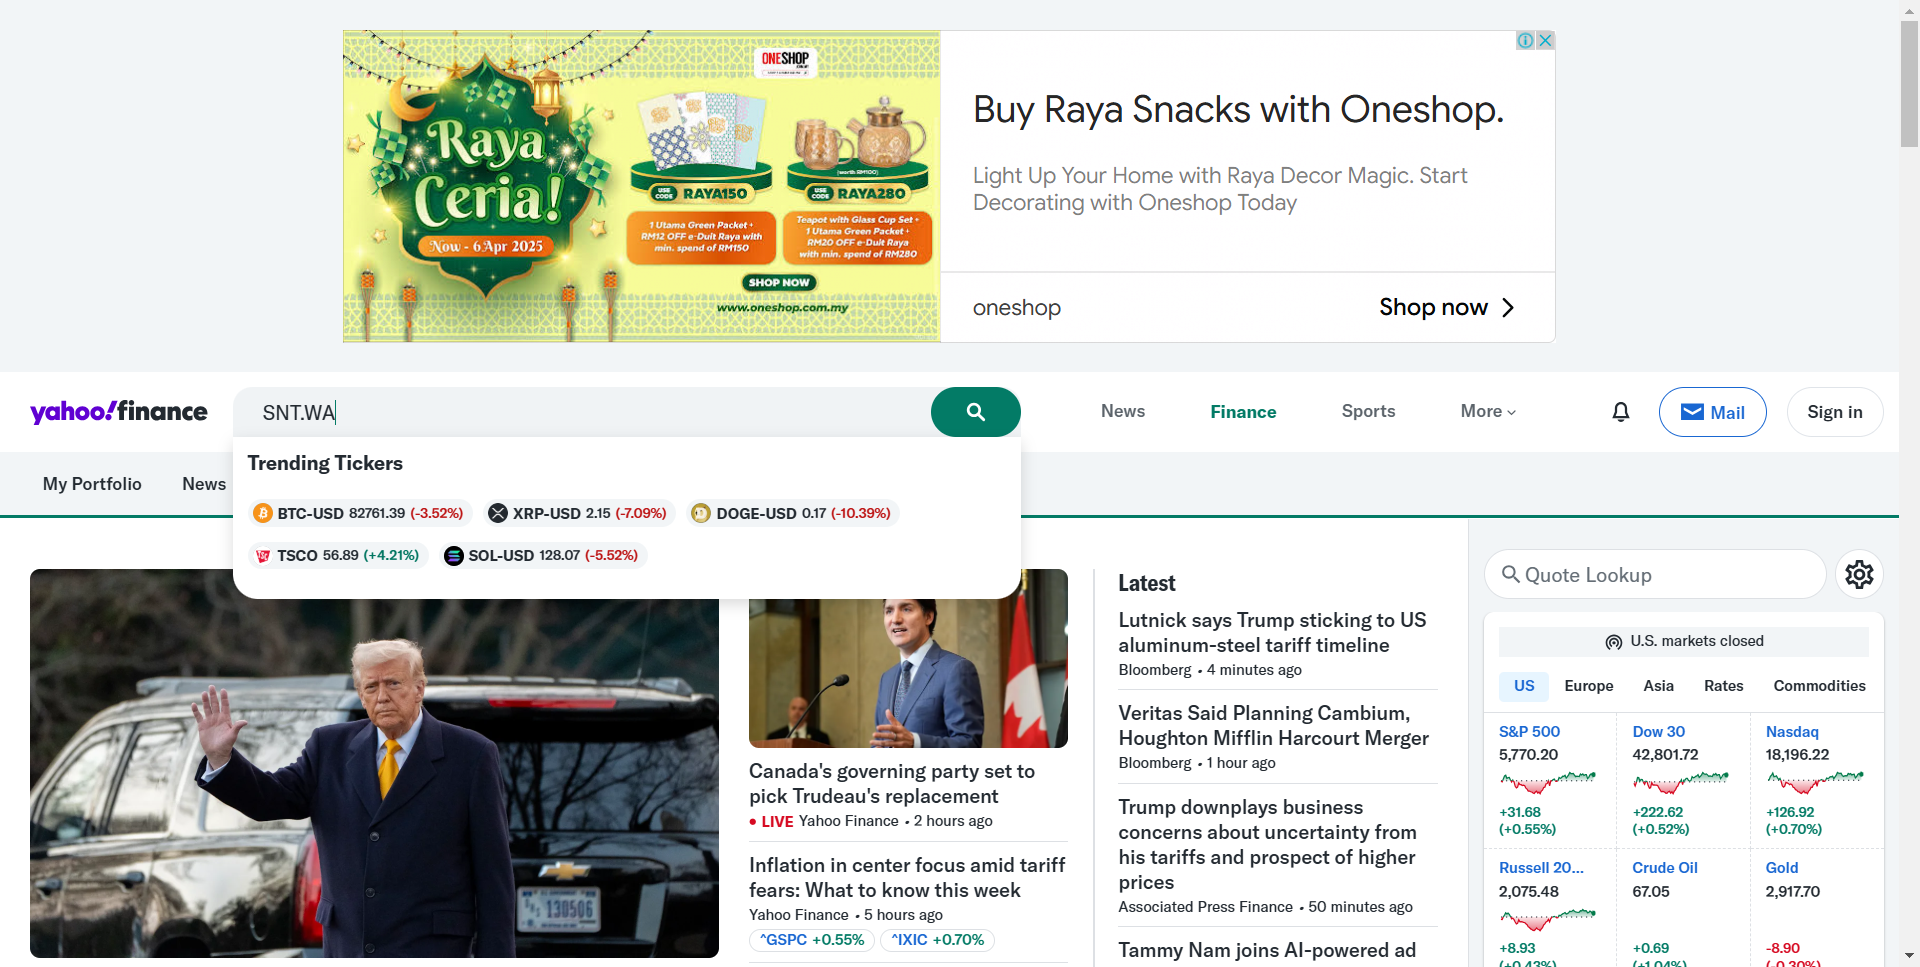 ONESHOP
Raya
Ceria!
Now - 6 Apr 2025
USE CODE RAYA150
1 Utama Green Packet +
RM12 OFF e-Duit Raya with
min. spend of RM150
(worth RM100)
USE CODE RAYA280
Teapot with Glass Cup Set +
1 Utama Green Packet +
RM20 OFF e-Duit Raya
with min. spend of RM280
SHOP NOW
www.oneshop.com.my
Buy Raya Snacks with Oneshop.
Light Up Your Home with Raya Decor Magic. Start
Decorating with Oneshop Today
oneshop
Shop now
yahoo!finance
SNT.WA
News
Finance
Sports
More
Mail
Sign in
My Portfolio
News
Trending Tickers
BTC-USD 82761.39 (-3.52%)
XRP-USD 2.15 (-7.09%)
DOGE-USD 0.17 (-10.39%)
TSCO 56.89 (+4.21%)
SOL-USD 128.07 (-5.52%)
130506
Canada's governing party set to
pick Trudeau's replacement
• LIVE Yahoo Finance • 2 hours ago
Inflation in center focus amid tariff
fears: What to know this week
Yahoo Finance • 5 hours ago
^GSPC +0.55%
^IXIC +0.70%
Latest
Lutnick says Trump sticking to US
aluminum-steel tariff timeline
Bloomberg • 4 minutes ago
Veritas Said Planning Cambium,
Houghton Mifflin Harcourt Merger
Bloomberg • 1 hour ago
Trump downplays business
concerns about uncertainty from
his tariffs and prospect of higher
prices
Associated Press Finance • 50 minutes ago
Tammy Nam joins AI-powered ad
Quote Lookup
U.S. markets closed
US
Europe
Asia
Rates
Commodities
S&P 500
5,770.20
+31.68
(+0.55%)
Dow 30
42,801.72
+222.62
(+0.52%)
Nasdaq
18,196.22
+126.92
(+0.70%)
Russell 20...
2,075.48
+8.93
(+0.43%)
Crude Oil
67.05
+0.69
(+1.04%)
Gold
2,917.70
-8.90
(-0.30%)